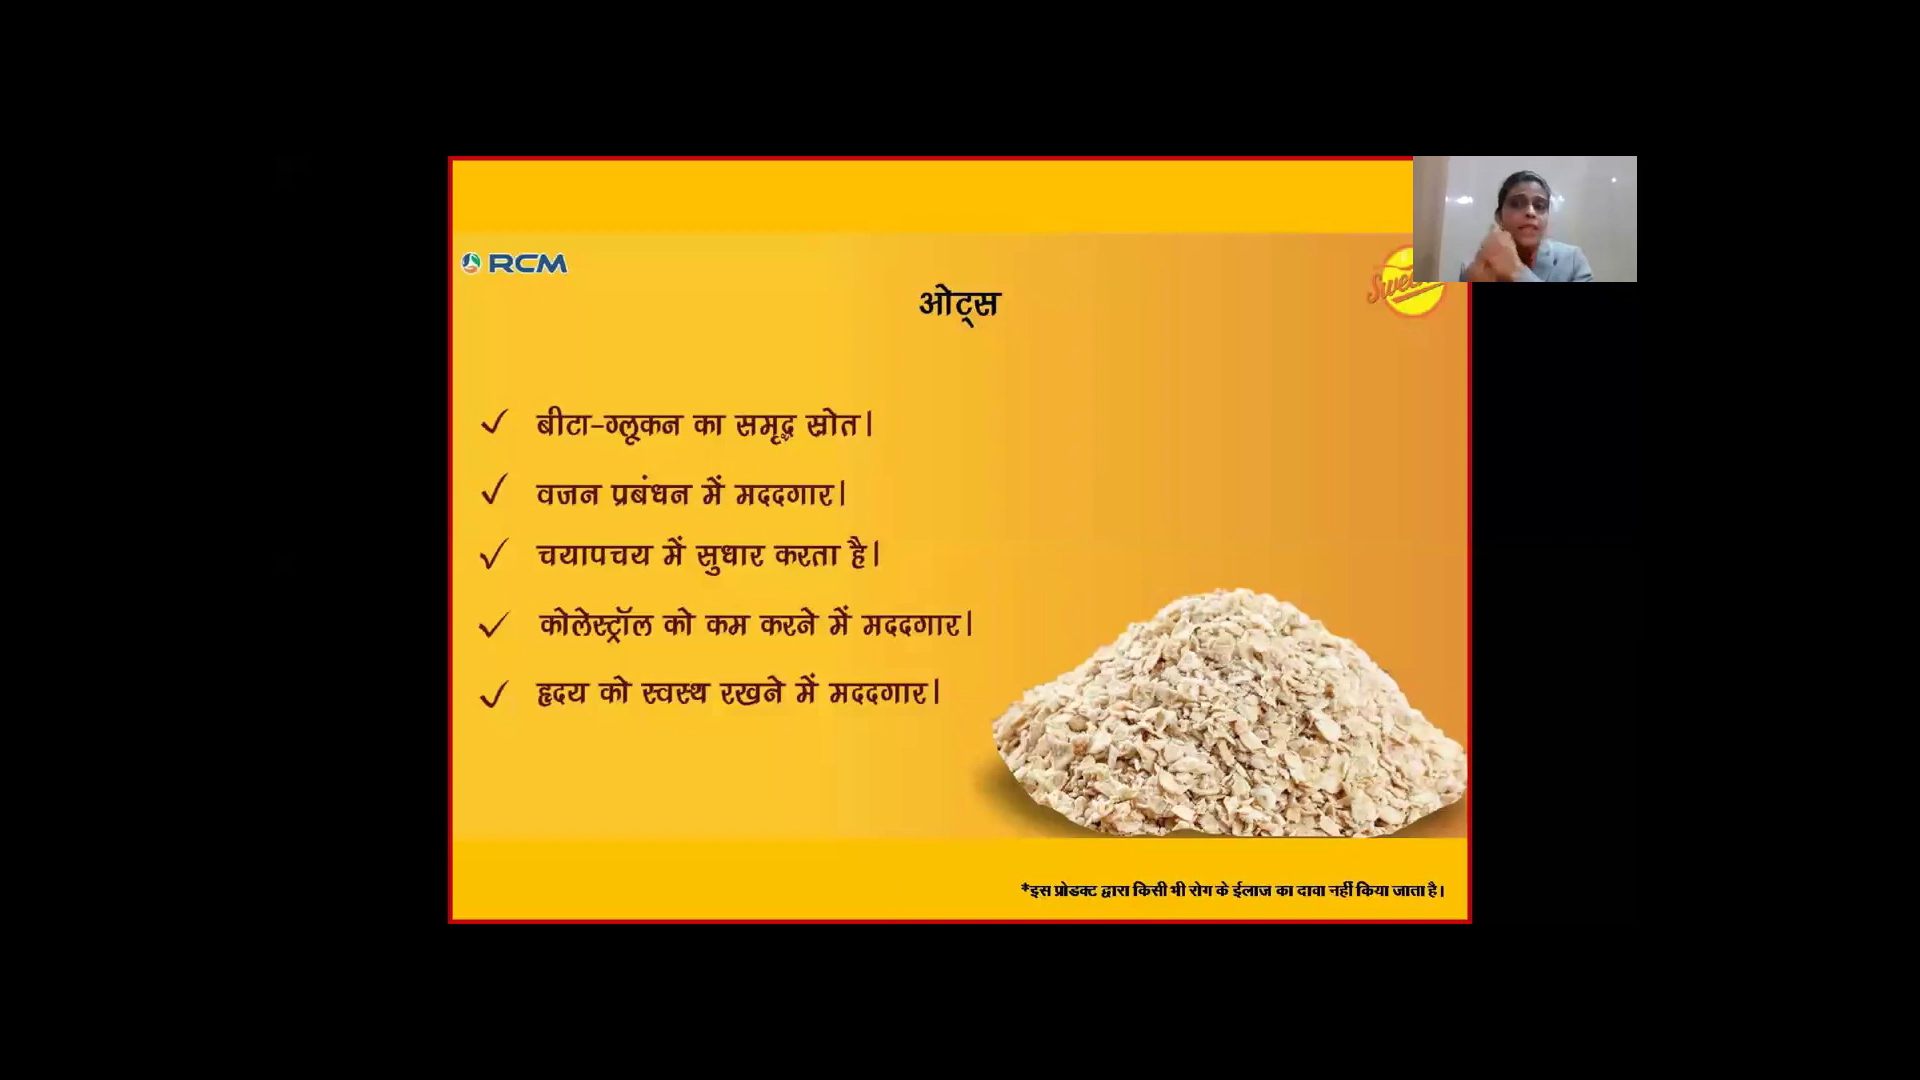 RCM
ओट्स
बीटा-ग्लूकन का समृद्ध स्रोत।
वजन प्रबंधन में मददगार।
चयापचय में सुधार करता है।
कोलेस्ट्रॉल को कम करने में मददगार।
हृदय को स्वस्थ रखने में मददगार।
*इस प्रोडक्ट द्वारा किसी भी रोग के ईलाज का दावा नहीं किया जाता है।